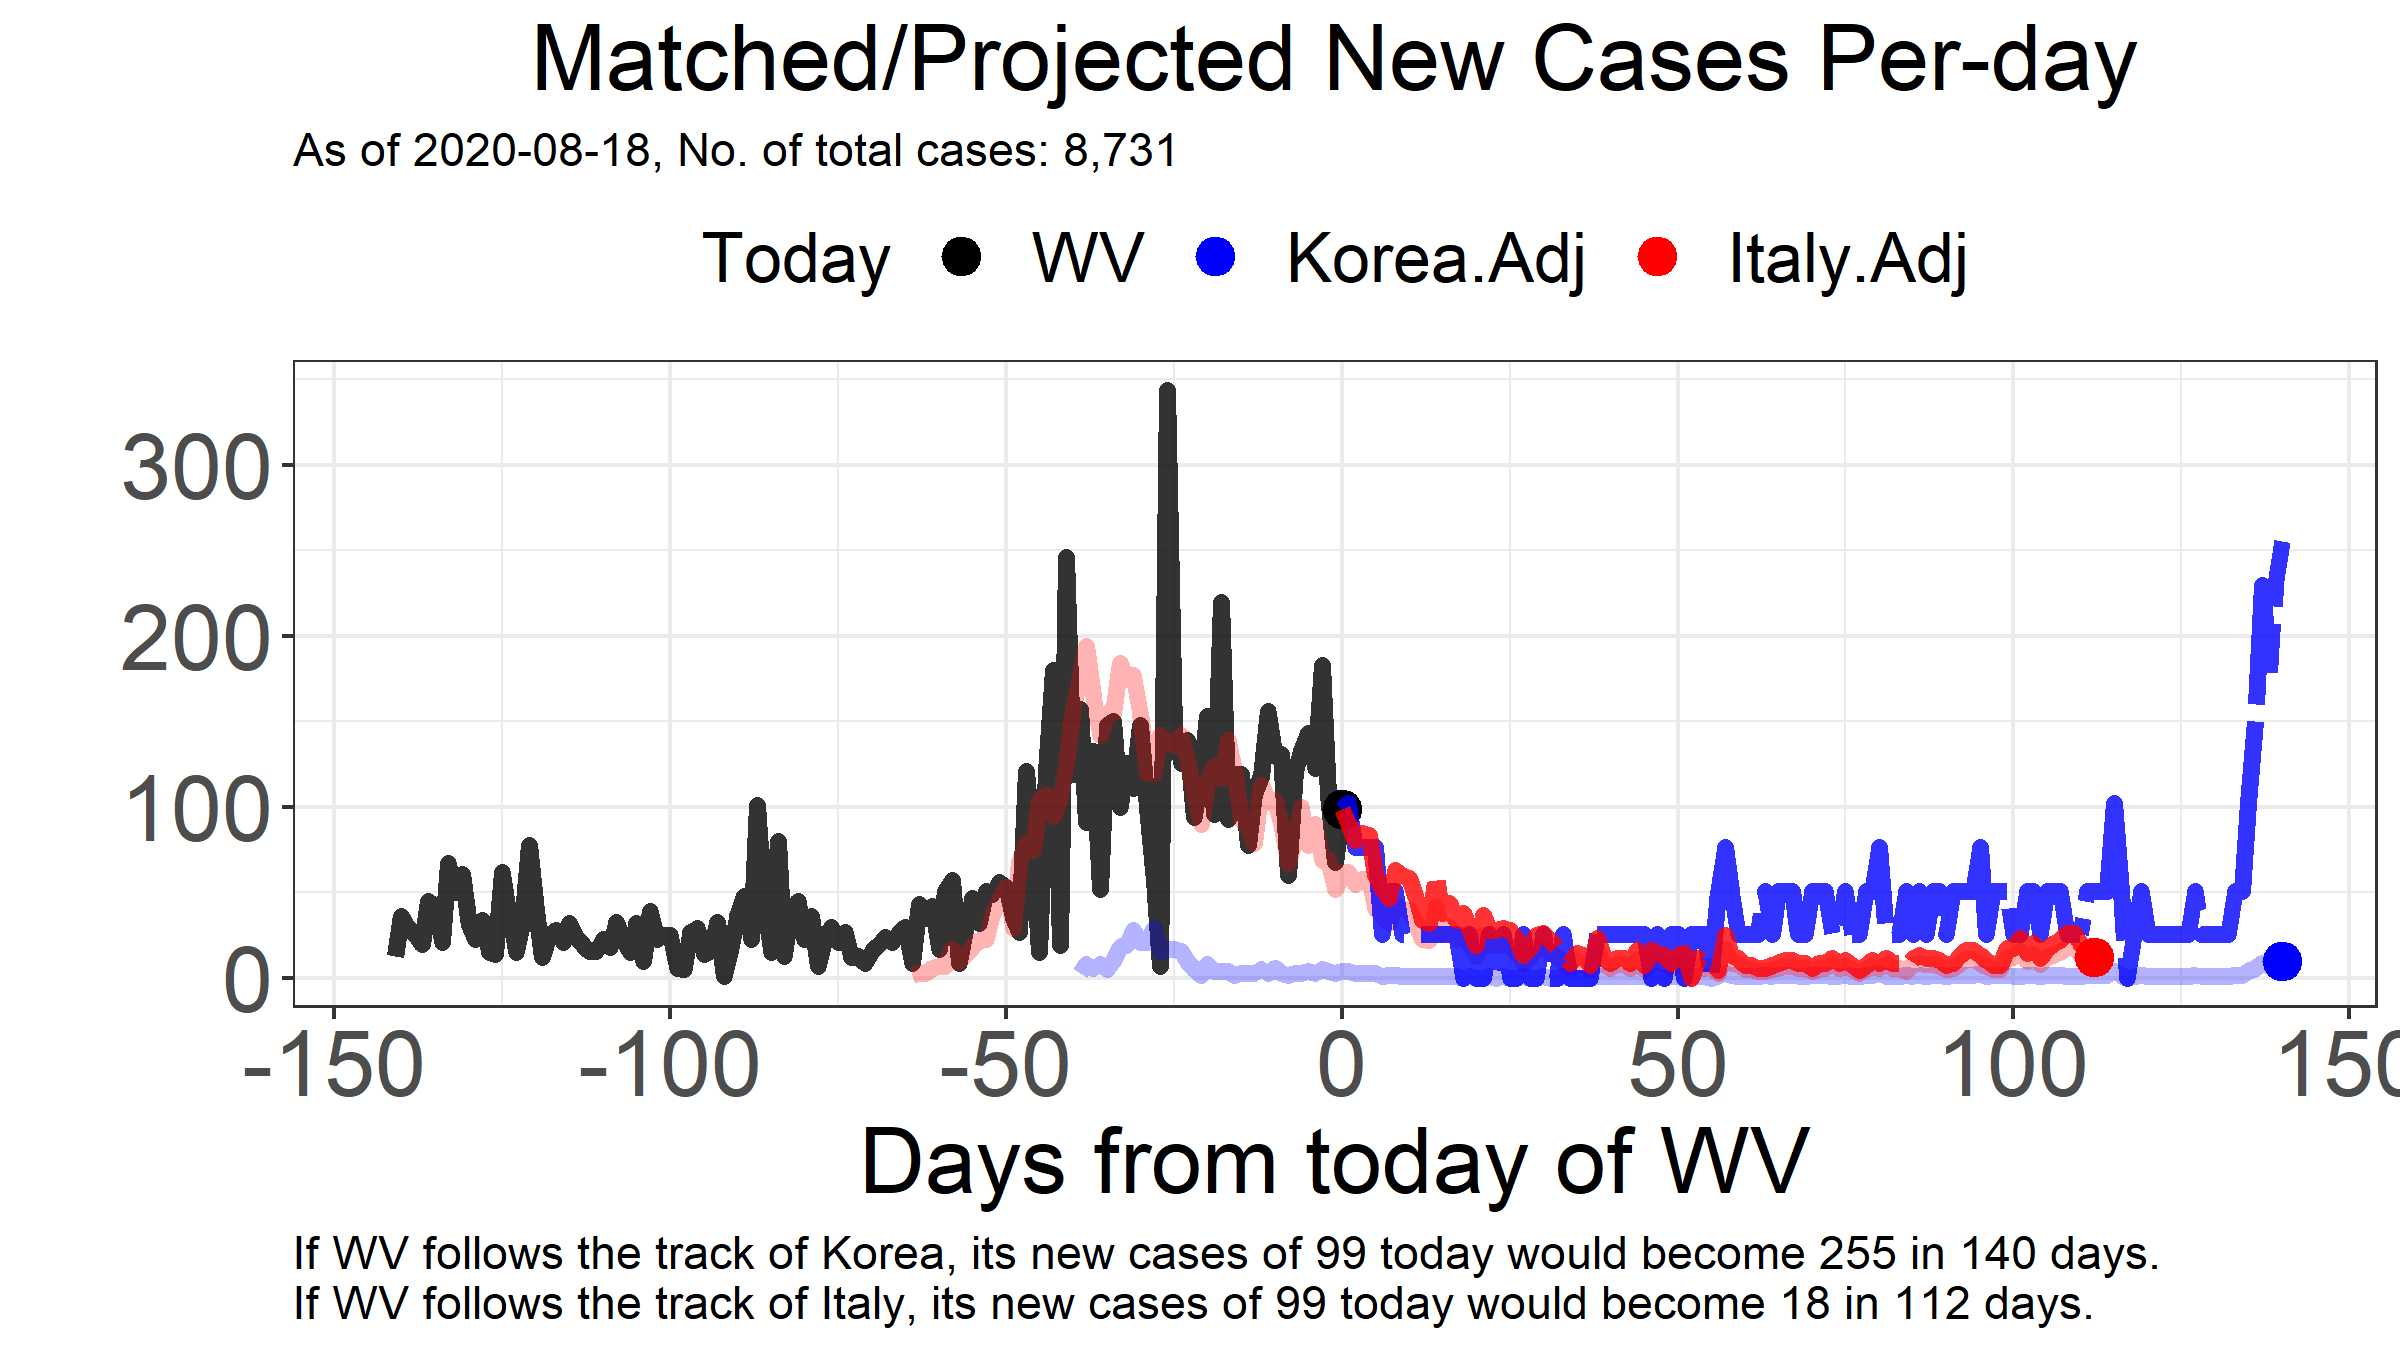 Matched/Projected New Cases Per-day
As of 2020-08-18, No. of total cases: 8,731
Today WV Korea.Adj Italy.Adj
300
200
100
0
-150 -100 -50 0 50 100 150
Days from today of WV
If WV follows the track of Korea, its new cases of 99 today would become 255 in 140 days.
If WV follows the track of Italy, its new cases of 99 today would become 18 in 112 days.